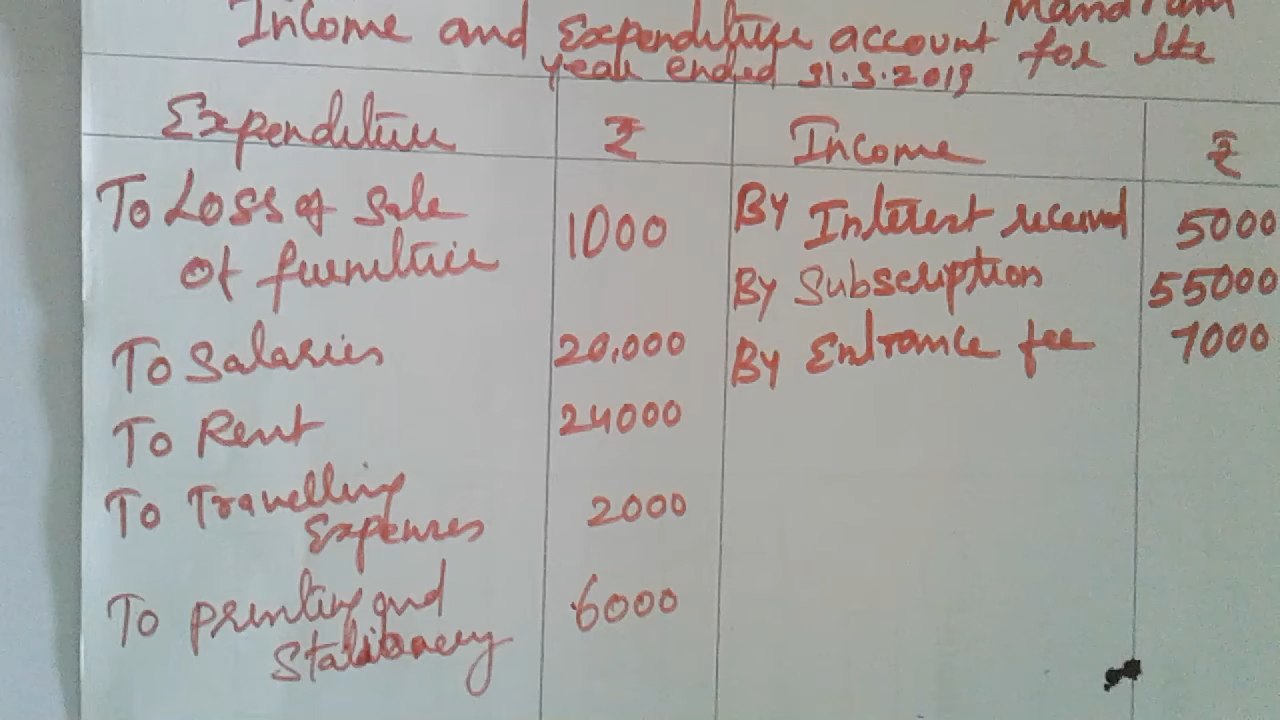 Mandram
Income and Expenditure account for the
year ended 31.3.2019
Expenditure ₹ Income ₹
To Loss of Sale 1000 By Interest received 5000
of furniture
By Subscription 55000
To Salaries 20,000 By Entrance fee 7000
To Rent 24000
To Travelling 2000
Expenses
To printing and 6000
Stationery